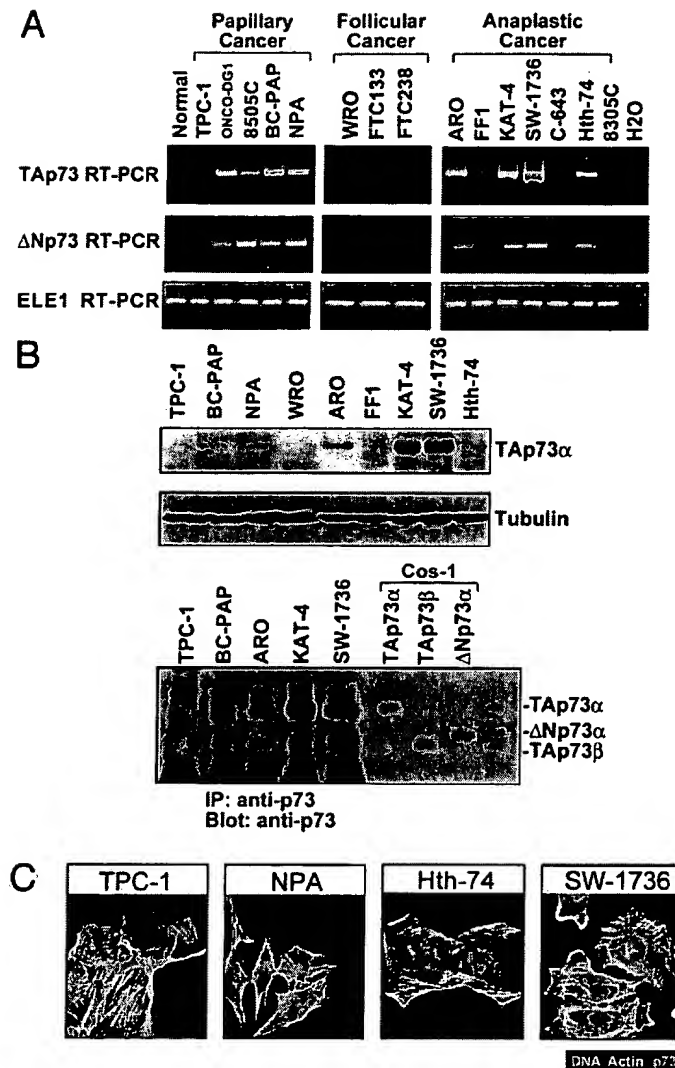 A
Papillary Cancer
Follicular Cancer
Anaplastic Cancer
Normal
TPC-1
ONCO-DG1
8505C
BC-PAP
NPA
WRO
FTC133
FTC238
ARO
FF1
KAT-4
SW-1736
C-643
Hth-74
8305C
H2O
TAp73 RT-PCR
ΔNp73 RT-PCR
ELE1 RT-PCR
B
TPC-1
BC-PAP
NPA
WRO
ARO
FF1
KAT-4
SW-1736
Hth-74
TAp73α
Tubulin
Cos-1
TPC-1
BC-PAP
ARO
KAT-4
SW-1736
TAp73α
TAp73β
ΔNp73α
-TAp73α
-ΔNp73α
-TAp73β
IP: anti-p73
Blot: anti-p73
C
TPC-1
NPA
Hth-74
SW-1736
DNA Actin p73